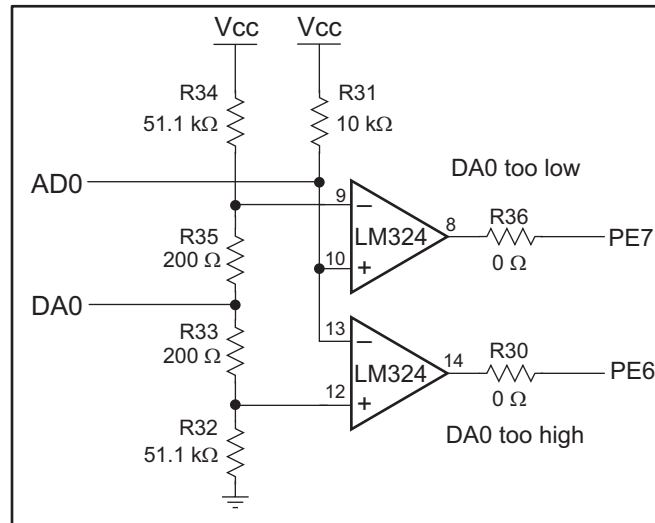 Vcc
Vcc
R34
51.1 kΩ
R31
10 kΩ
AD0
DA0 too low
9
8
LM324
10
R36
0 Ω
PE7
R35
200 Ω
DA0
R33
200 Ω
13
14
LM324
12
R30
0 Ω
PE6
R32
51.1 kΩ
DA0 too high